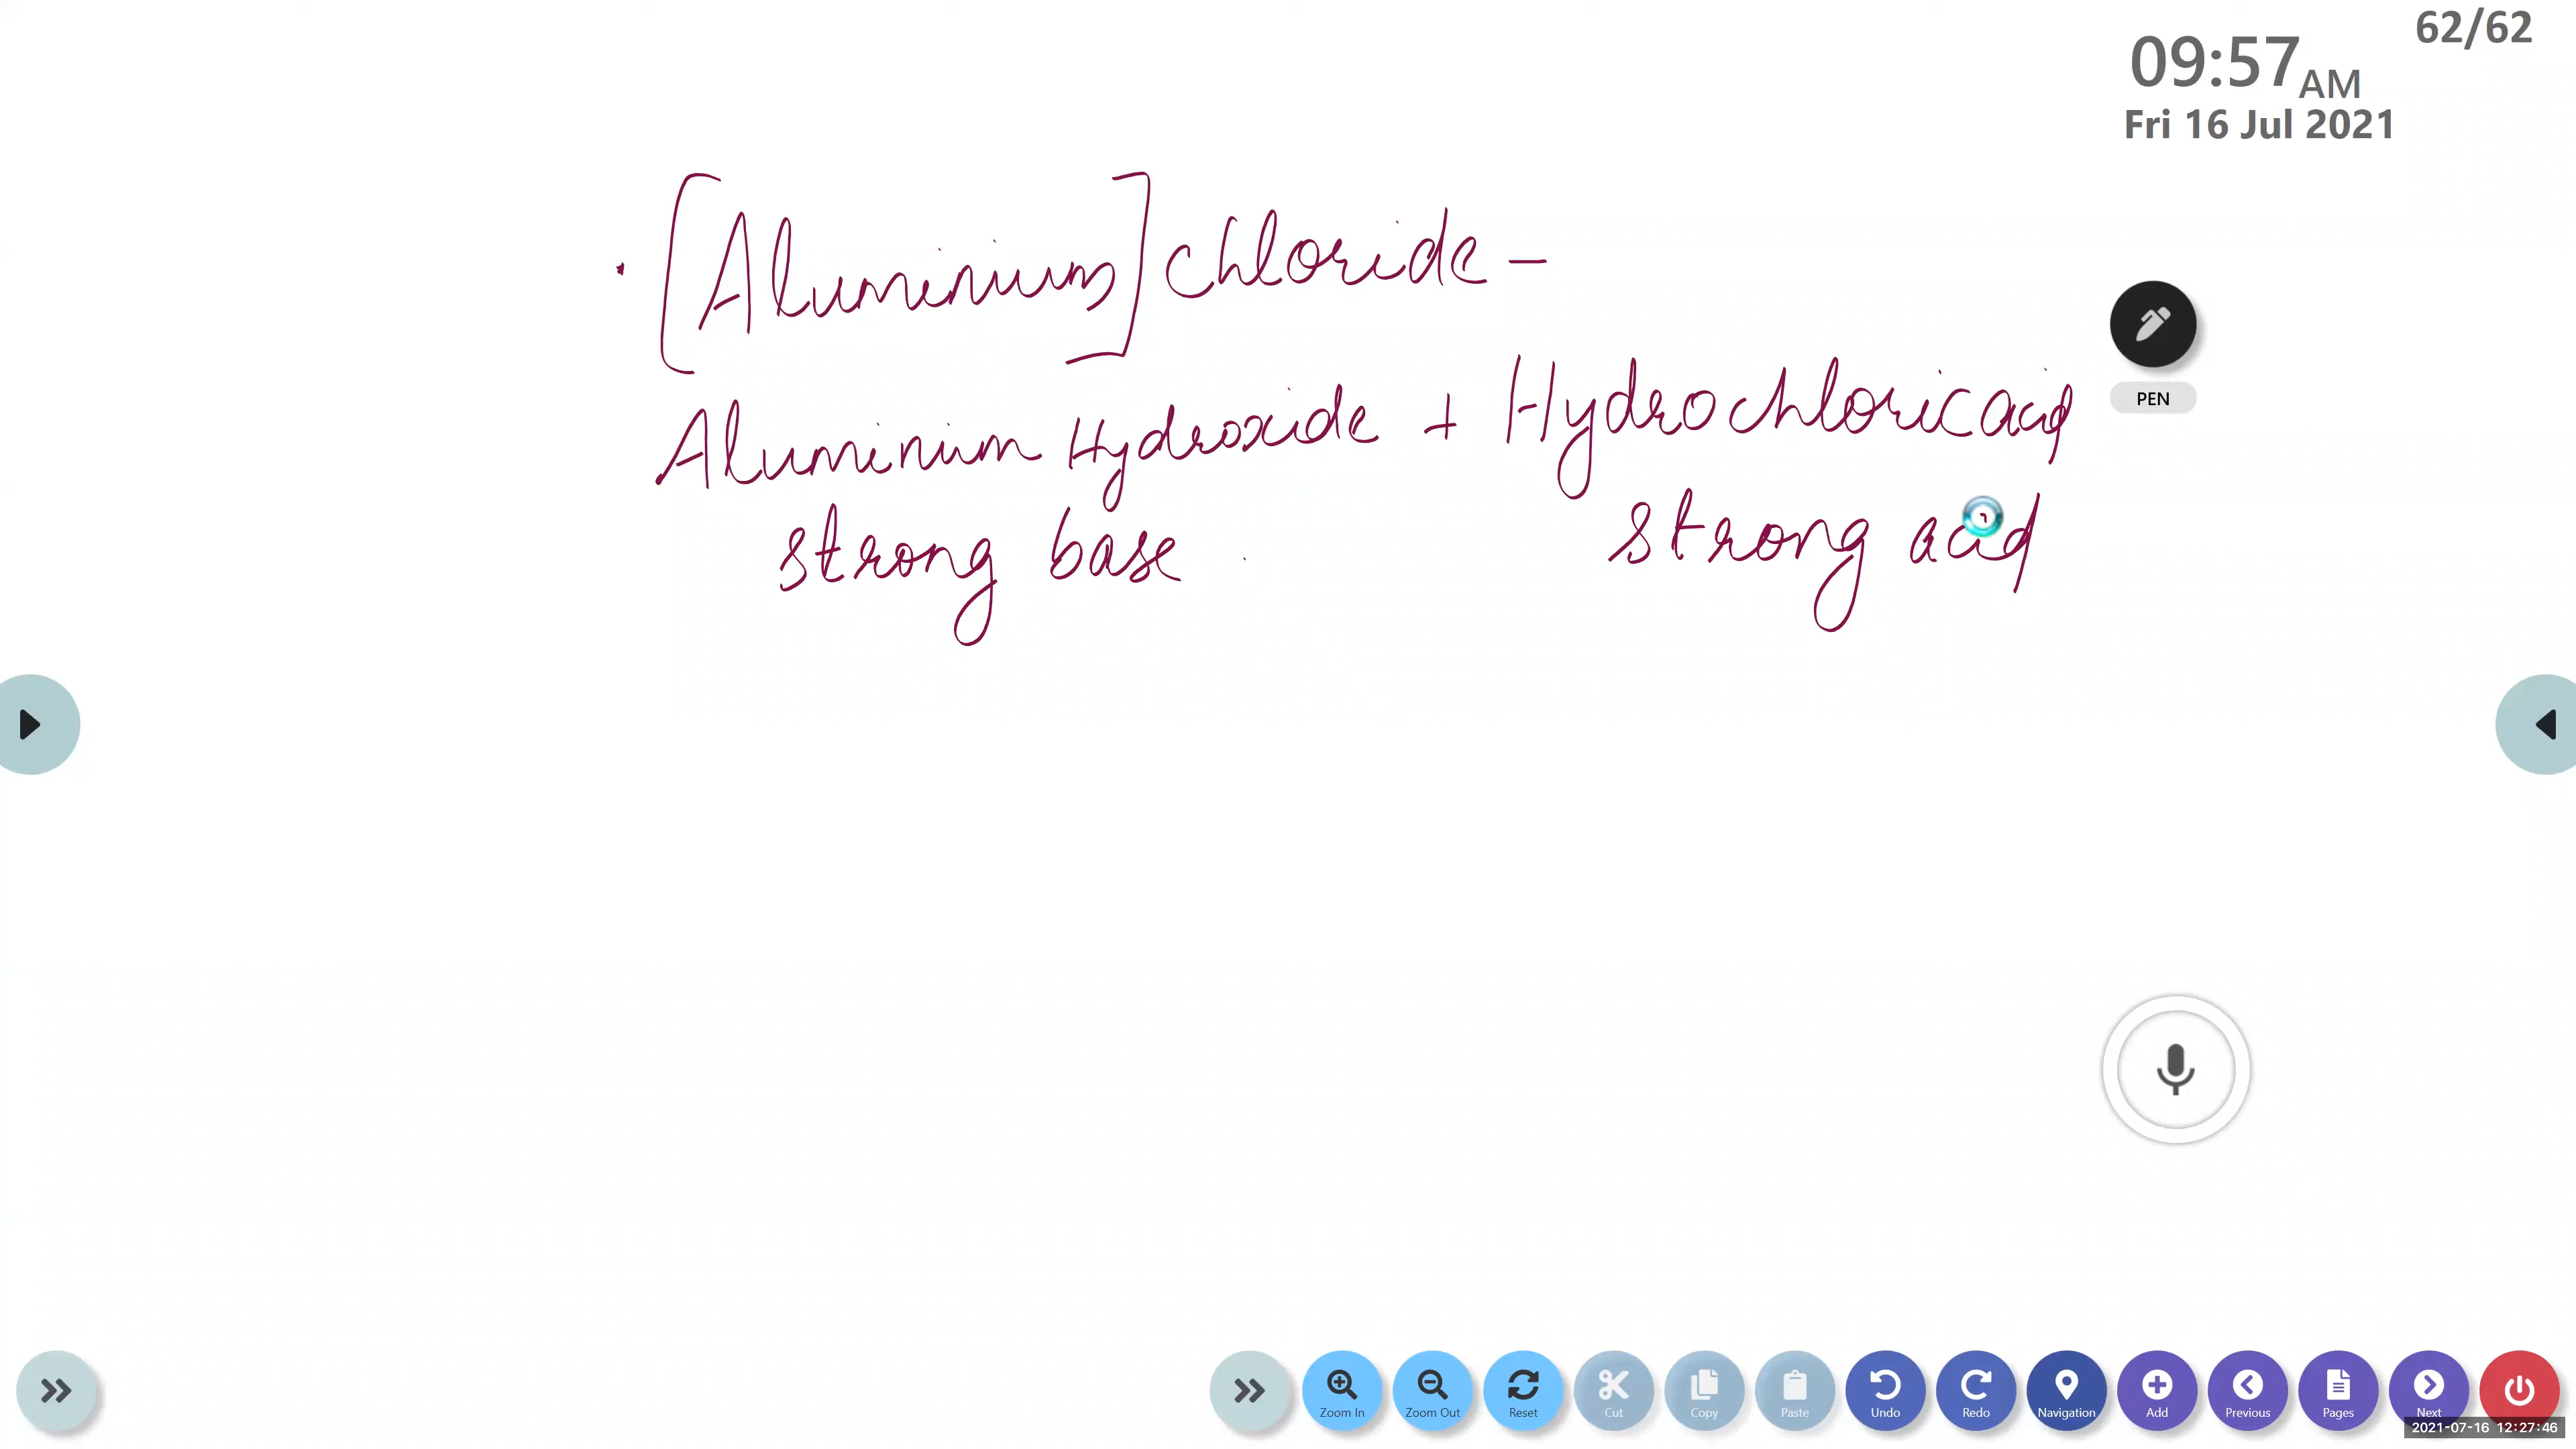 62/62
09:57 AM
Fri 16 Jul 2021
[Aluminium] chloride -
Aluminium Hydroxide + Hydrochloric acid
strong base
strong acid
PEN
Zoom In
Zoom Out
Reset
Cut
Copy
Paste
Undo
Redo
Navigation
Add
Previous
Pages
Next
2021-07-16 12:27:46